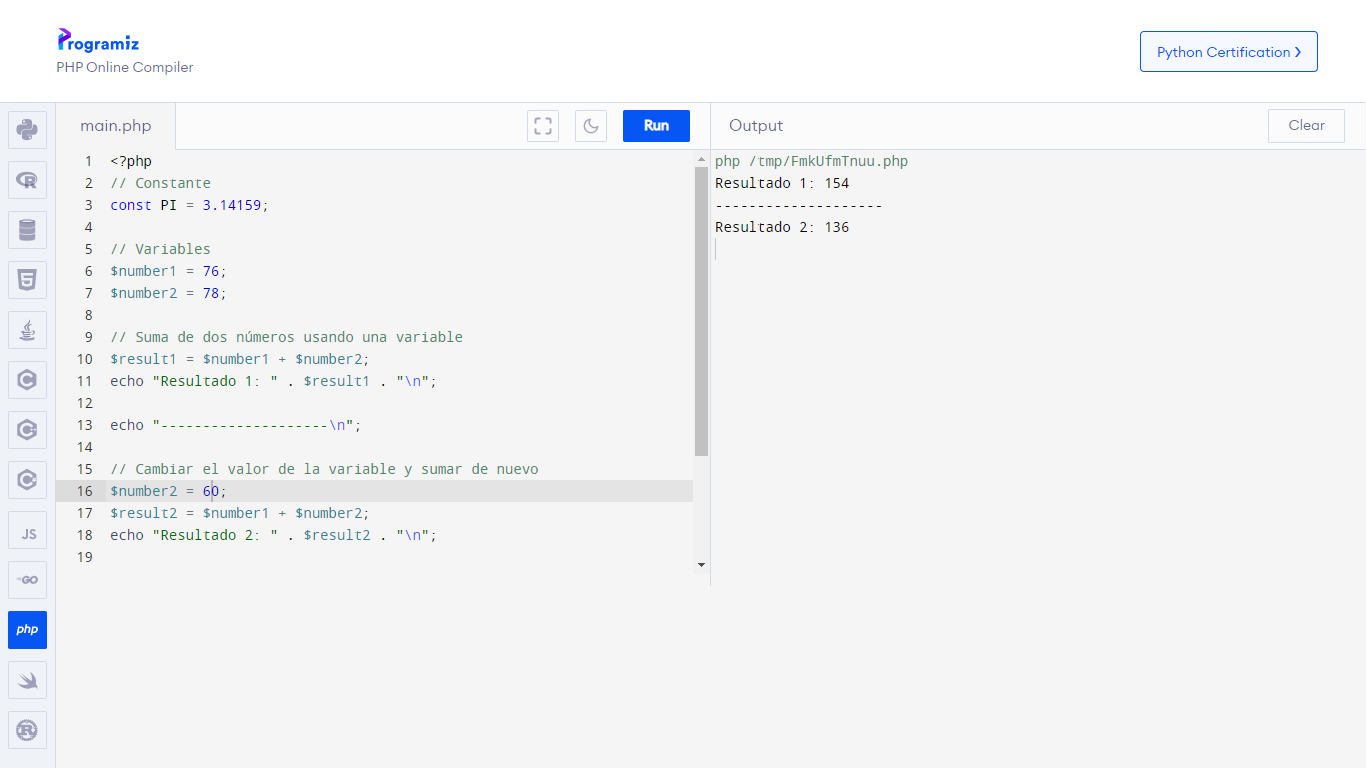 Programiz
PHP Online Compiler
Python Certification
main.php
Run
Output
Clear
1 <?php
2 // Constante
3 const PI = 3.14159;
4
5 // Variables
6 $number1 = 76;
7 $number2 = 78;
8
9 // Suma de dos números usando una variable
10 $result1 = $number1 + $number2;
11 echo "Resultado 1: " . $result1 . "\n";
12
13 echo "--------------------\n";
14
15 // Cambiar el valor de la variable y sumar de nuevo
16 $number2 = 60;
17 $result2 = $number1 + $number2;
18 echo "Resultado 2: " . $result2 . "\n";
19
php /tmp/FmkUfmTnuu.php
Resultado 1: 154
--------------------
Resultado 2: 136
R
5
C
C
C
JS
GO
php
R